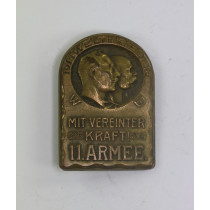 MIT VEREINTER
KRAFT!
11. ARMEE